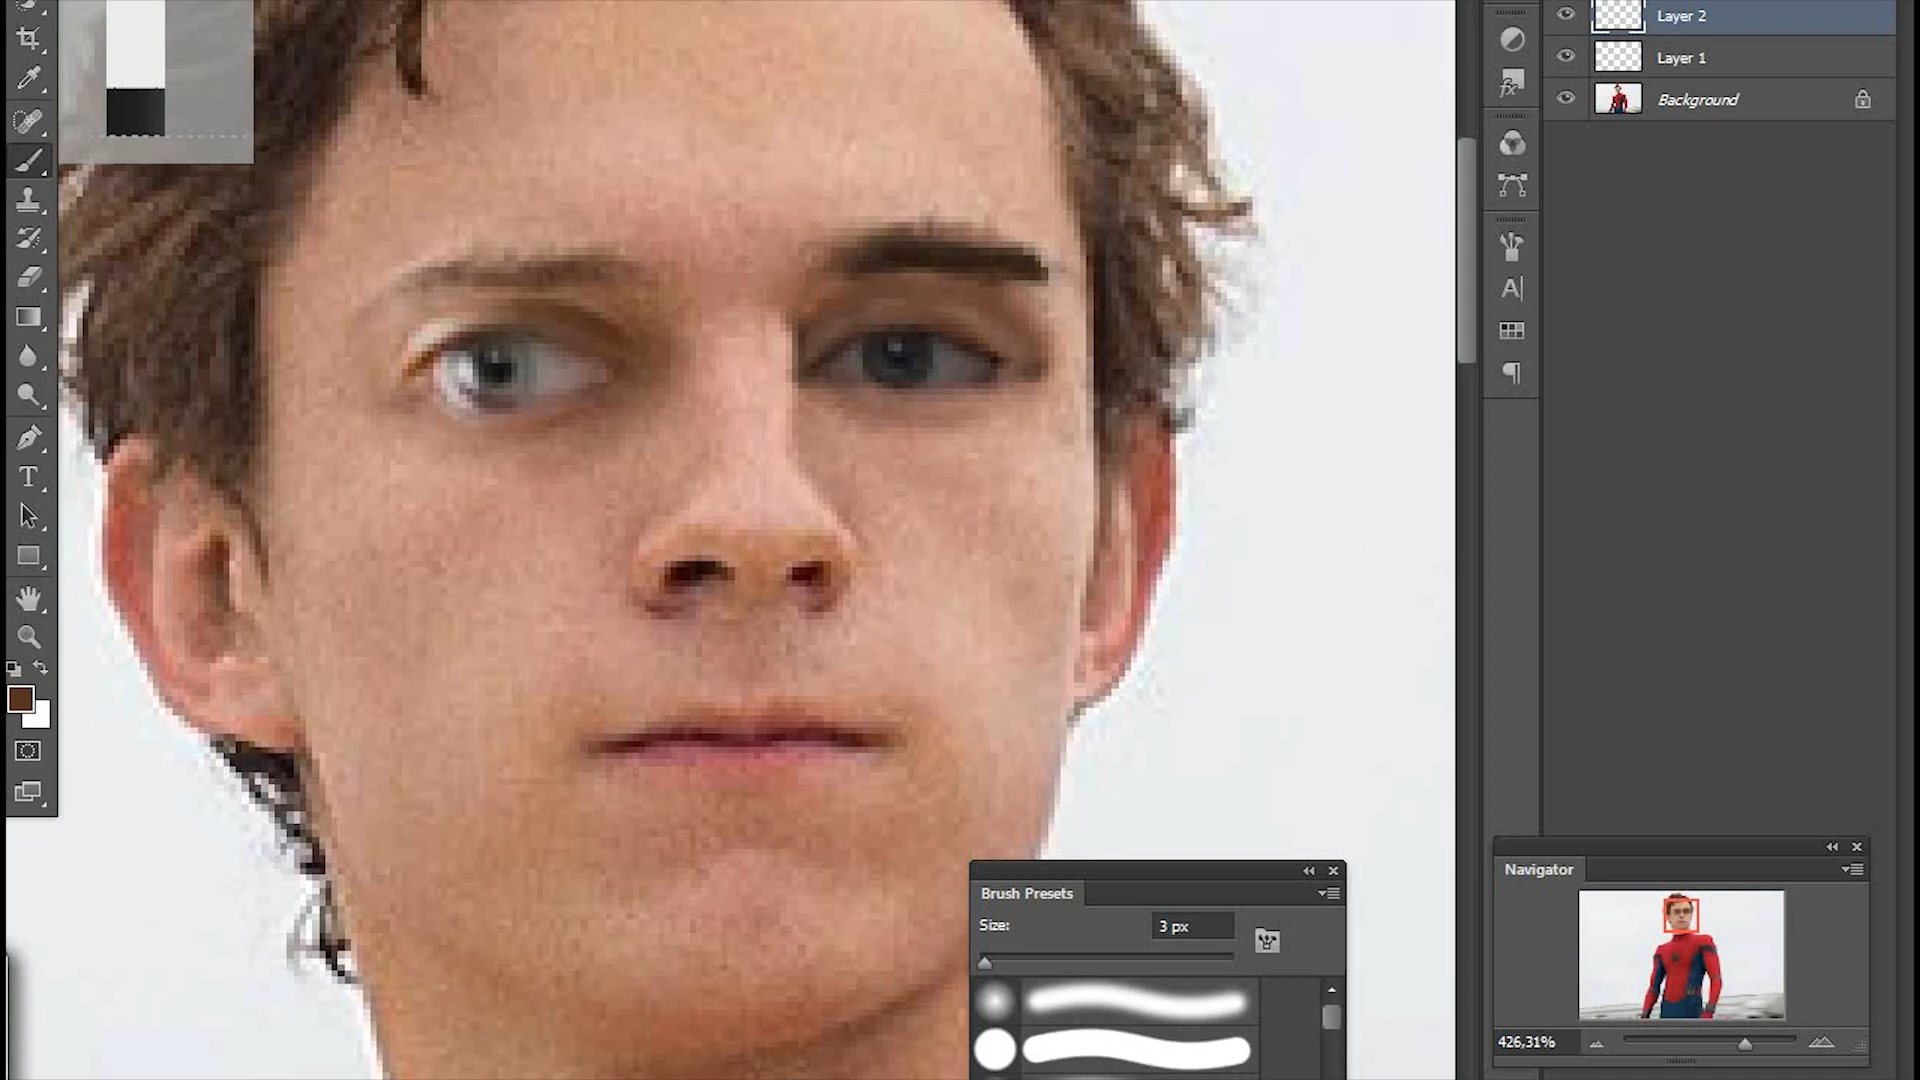 Layer 2
Layer 1
Background
Brush Presets
Size:
3 px
Navigator
426,31%